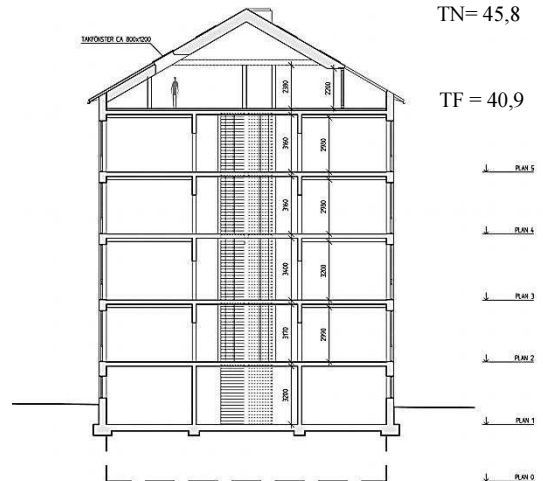 TN= 45,8
TAKFÖNSTER CA 800x1200
TF = 40,9
2380
2200
3160
2930
PLAN 5
3160
2930
PLAN 4
3400
3200
PLAN 3
3170
2990
PLAN 2
3200
PLAN 1
PLAN 0